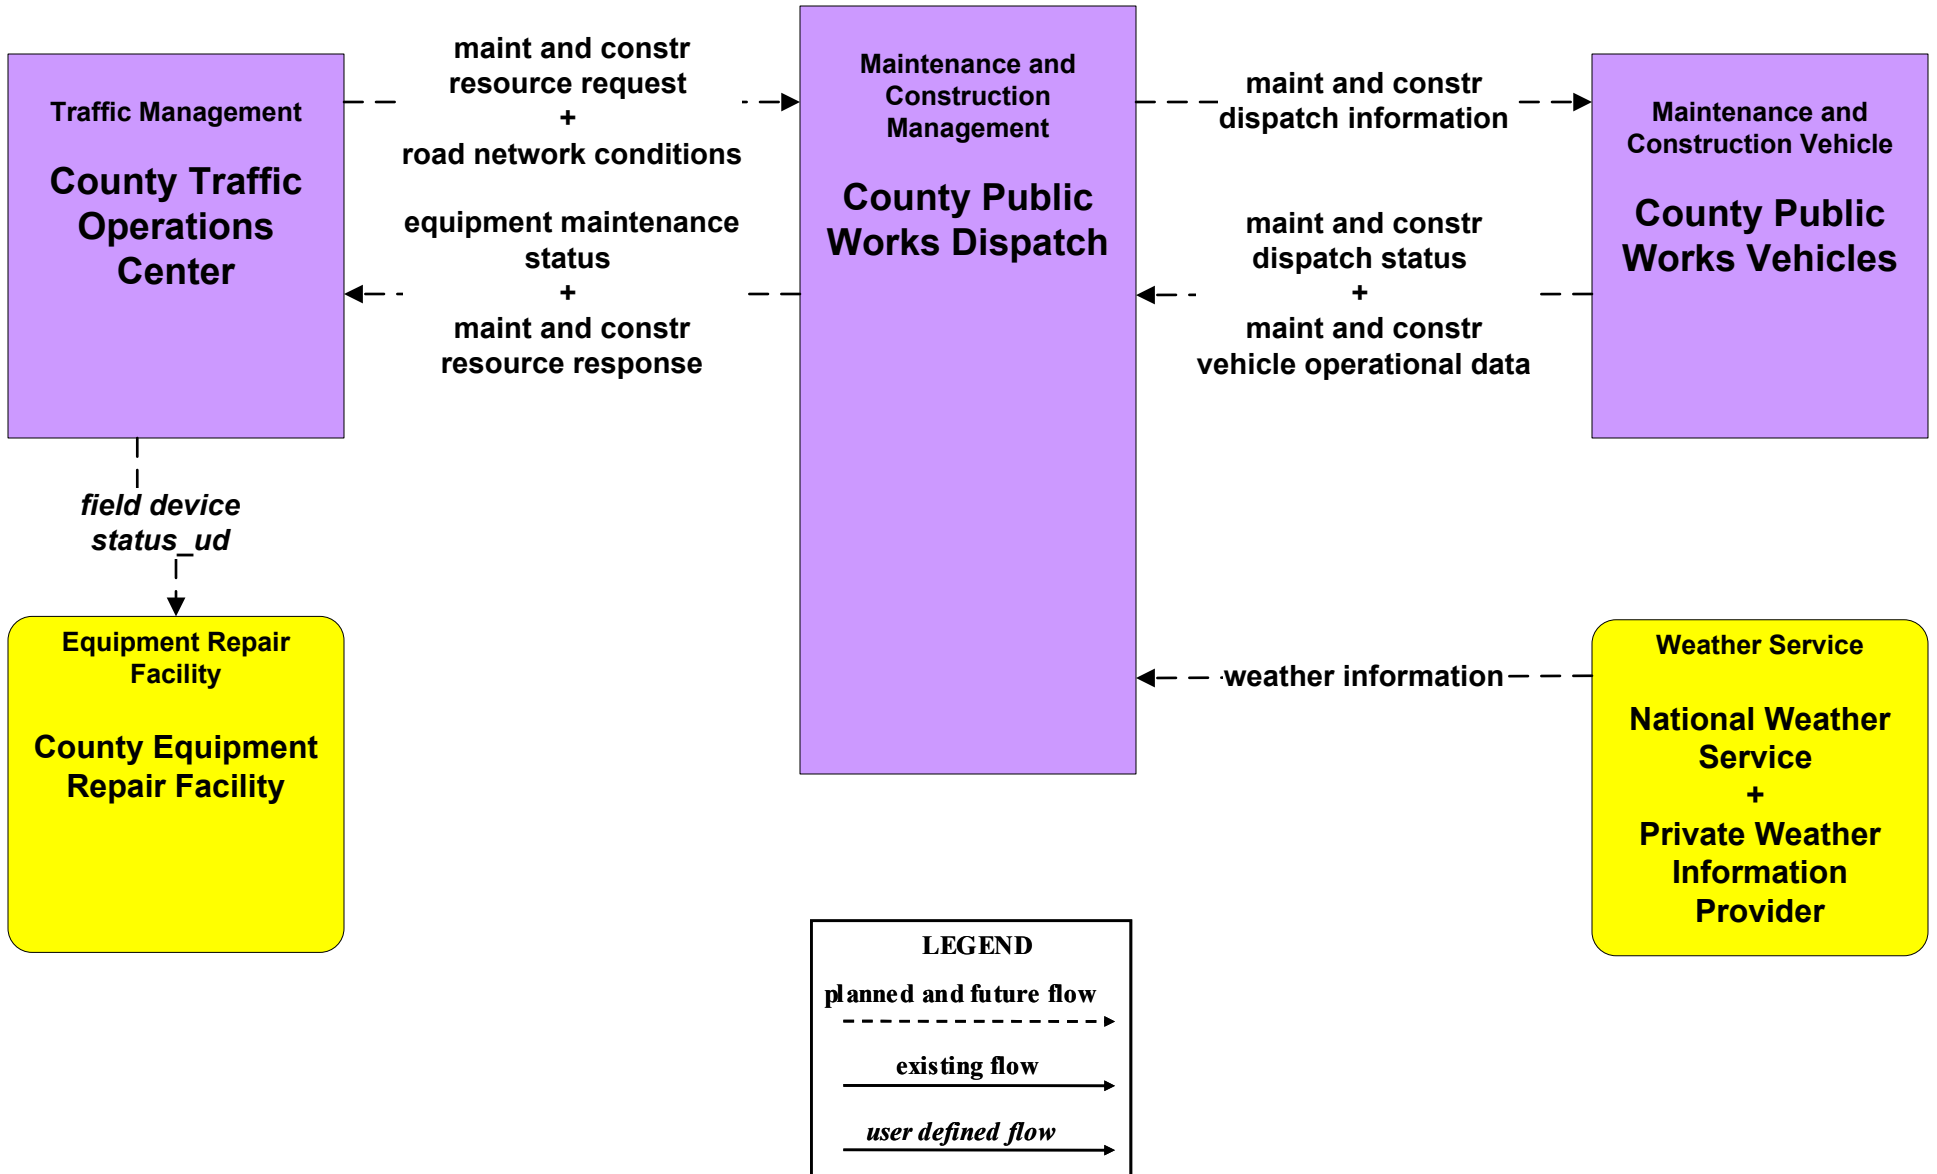 Traffic Management
County Traffic
Operations
Center
maint and constr
resource request
+
road network conditions
equipment maintenance
status
+
maint and constr
resource response
Maintenance and
Construction
Management
County Public
Works Dispatch
maint and constr
dispatch information
maint and constr
dispatch status
+
maint and constr
vehicle operational data
Maintenance and
Construction Vehicle
County Public
Works Vehicles
field device
status_ud
Equipment Repair
Facility
County Equipment
Repair Facility
weather information
Weather Service
National Weather
Service
+
Private Weather
Information
Provider
LEGEND
planned and future flow
existing flow
user defined flow